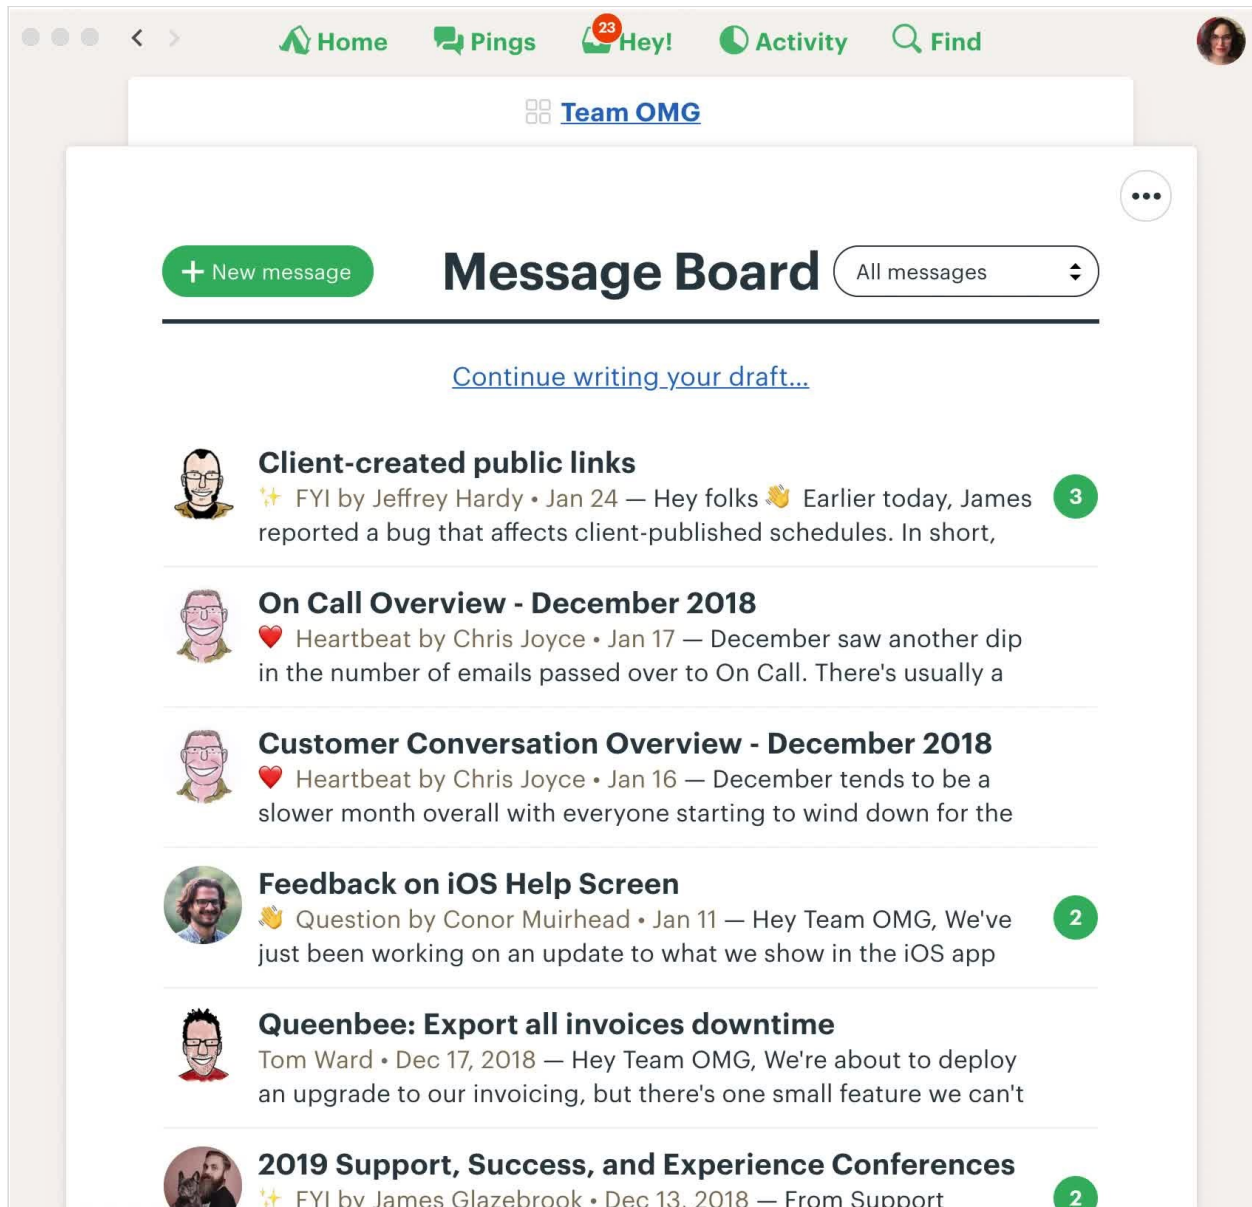 Home Pings 23 Hey! Activity Find
Team OMG
+ New message Message Board All messages
Continue writing your draft...
Client-created public links
✨ FYI by Jeffrey Hardy • Jan 24 — Hey folks 👋 Earlier today, James 3
reported a bug that affects client-published schedules. In short,
On Call Overview - December 2018
❤️ Heartbeat by Chris Joyce • Jan 17 — December saw another dip
in the number of emails passed over to On Call. There's usually a
Customer Conversation Overview - December 2018
❤️ Heartbeat by Chris Joyce • Jan 16 — December tends to be a
slower month overall with everyone starting to wind down for the
Feedback on iOS Help Screen
👋 Question by Conor Muirhead • Jan 11 — Hey Team OMG, We've 2
just been working on an update to what we show in the iOS app
Queenbee: Export all invoices downtime
Tom Ward • Dec 17, 2018 — Hey Team OMG, We're about to deploy
an upgrade to our invoicing, but there's one small feature we can't
2019 Support, Success, and Experience Conferences
✨ FYI by James Glazebrook • Dec 13, 2018 — From Support 2